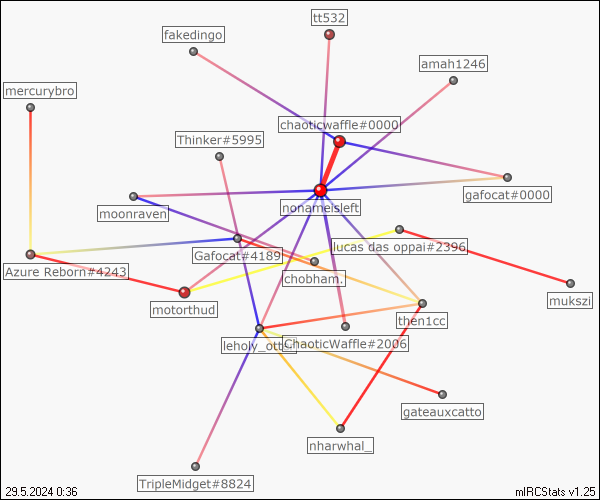 tt532
fakedingo
amah1246
mercurybro
chaoticwaffle#0000
Thinker#5995
gafocat#0000
moonraven
nonameisleft
lucas das oppai#2396
Gafocat#4189
Azure Reborn#4243
chobham.
mukszi
motorthud
then1cc
ChaoticWaffle#2006
gateauxcatto
nharwhal_
TripleMidget#8824
29.5.2024 0:36
mIRCStats v1.25